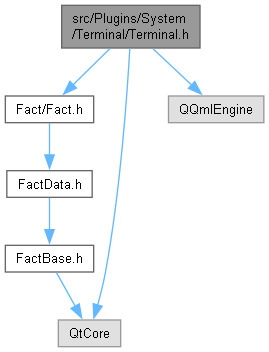 src/Plugins/System
/Terminal/Terminal.h
Fact/Fact.h
QQmlEngine
FactData.h
FactBase.h
QtCore